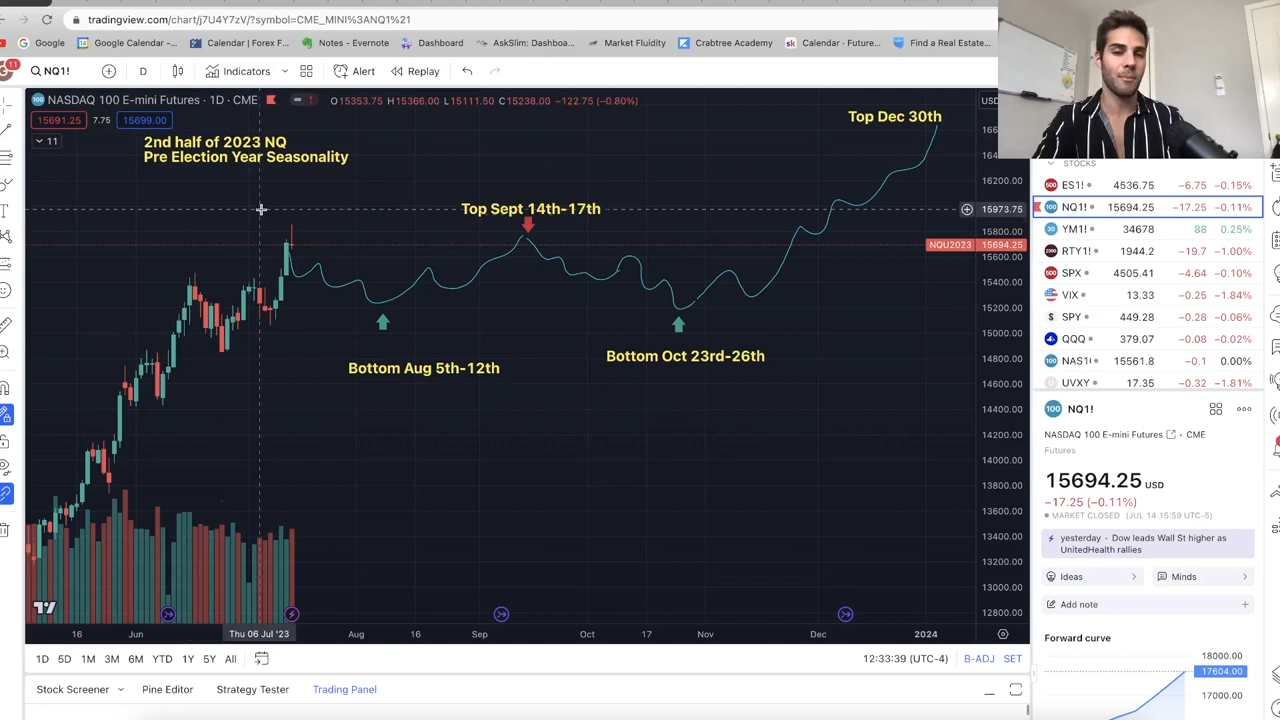 tradingview.com/chart/j7U4Y7zV/?symbol=CME_MINI%3ANQ1%21
Google
Google Calendar -...
Calendar | Forex F...
Notes - Evernote
Dashboard
AskSlim: Dashboa...
Market Fluidity
Crabtree Academy
sk Calendar · Future...
Find a Real Estate...
11
NQ1!
D
Indicators
Alert
Replay
100 NASDAQ 100 E-mini Futures · 1D · CME
O15353.75 H15366.00 L15111.50 C15238.00 −122.75 (−0.80%)
USD
15691.25 7.75 15699.00
11
2nd half of 2023 NQ
Pre Election Year Seasonality
Top Dec 30th
Top Sept 14th-17th
Bottom Aug 5th-12th
Bottom Oct 23rd-26th
16200.00
15973.75
15800.00
NQU2023 15694.25
15600.00
15400.00
15200.00
15000.00
14800.00
14600.00
14400.00
14200.00
14000.00
13800.00
13600.00
13400.00
13200.00
13000.00
12800.00
16 Jun Thu 06 Jul '23 Aug 16 Sep Oct 17 Nov Dec 2024
1D 5D 1M 3M 6M YTD 1Y 5Y All
12:33:39 (UTC-4) B-ADJ SET
Stock Screener Pine Editor Strategy Tester Trading Panel
STOCKS
500 ES1! 4536.75 −6.75 −0.15%
100 NQ1! 15694.25 −17.25 −0.11%
YM1! 34678 88 0.25%
RTY1! 1944.2 −19.7 −1.00%
500 SPX 4505.41 −4.64 −0.10%
VIX 13.33 −0.25 −1.84%
$ SPY 449.28 −0.28 −0.06%
QQQ 379.07 −0.08 −0.02%
100 NAS1 15561.8 −0.1 0.00%
U UVXY 17.35 −0.32 −1.81%
100 NQ1!
NASDAQ 100 E-mini Futures · CME
Futures
15694.25 USD
−17.25 (−0.11%)
MARKET CLOSED (JUL 14 15:59 UTC-5)
yesterday · Dow leads Wall St higher as
UnitedHealth rallies
Ideas
Minds
Add note
Forward curve
18000.00
17604.00
17000.00